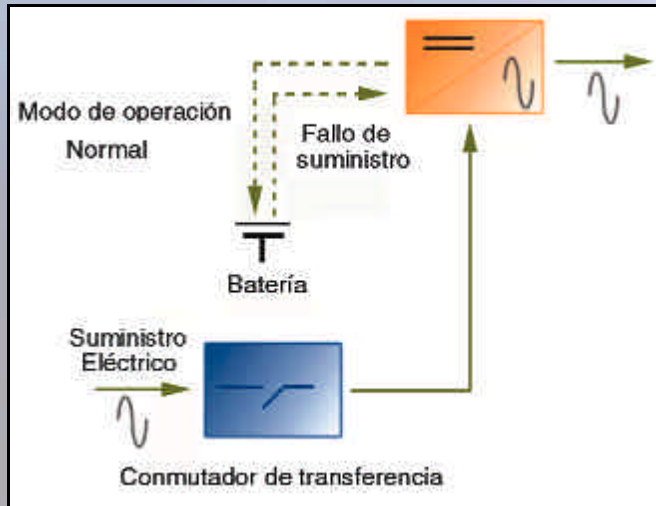 Modo de operación
Normal
Fallo de
suministro
Batería
Suministro
Eléctrico
Conmutador de transferencia